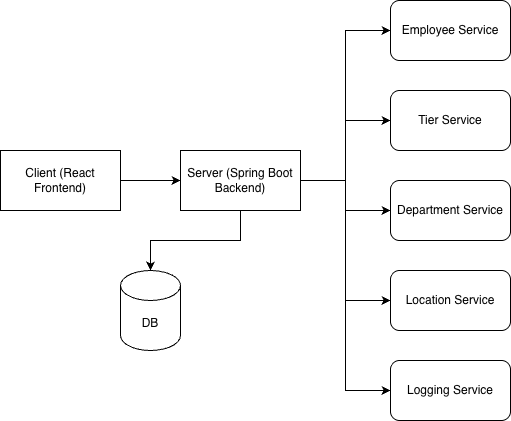 Employee Service
Tier Service
Client (React
Frontend)
Server (Spring Boot
Backend)
Department Service
Location Service
DB
Logging Service